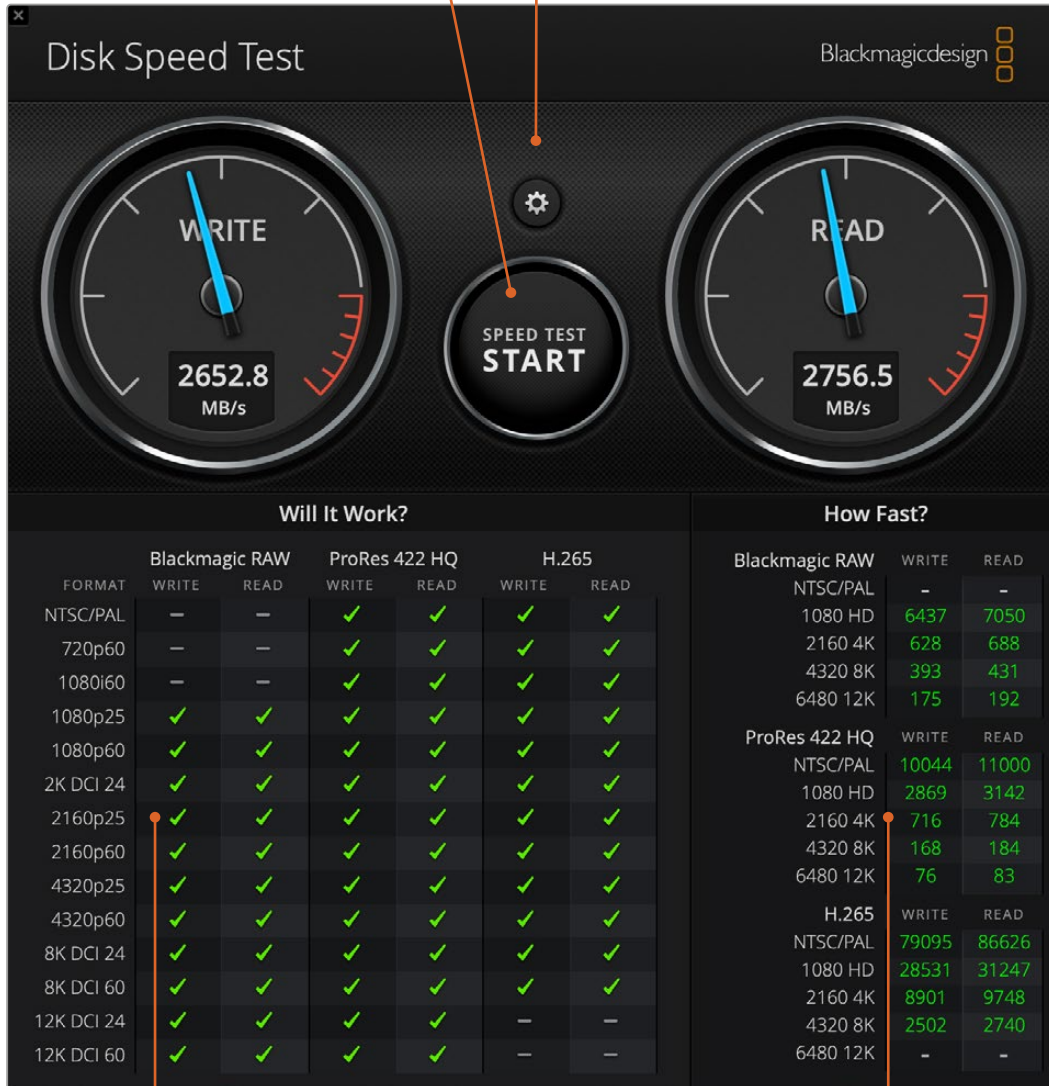 Disk Speed Test
Blackmagicdesign
WRITE
2652.8
MB/s
SPEED TEST
START
READ
2756.5
MB/s
Will It Work?
Blackmagic RAW ProRes 422 HQ H.265
FORMAT WRITE READ WRITE READ WRITE READ
NTSC/PAL – – ✓ ✓ ✓ ✓
720p60 – – ✓ ✓ ✓ ✓
1080i60 – – ✓ ✓ ✓ ✓
1080p25 ✓ ✓ ✓ ✓ ✓ ✓
1080p60 ✓ ✓ ✓ ✓ ✓ ✓
2K DCI 24 ✓ ✓ ✓ ✓ ✓ ✓
2160p25 ✓ ✓ ✓ ✓ ✓ ✓
2160p60 ✓ ✓ ✓ ✓ ✓ ✓
4320p25 ✓ ✓ ✓ ✓ ✓ ✓
4320p60 ✓ ✓ ✓ ✓ ✓ ✓
8K DCI 24 ✓ ✓ ✓ ✓ ✓ ✓
8K DCI 60 ✓ ✓ ✓ ✓ ✓ ✓
12K DCI 24 ✓ ✓ ✓ ✓ – –
12K DCI 60 ✓ ✓ ✓ ✓ – –
How Fast?
Blackmagic RAW WRITE READ
NTSC/PAL - -
1080 HD 6437 7050
2160 4K 628 688
4320 8K 393 431
6480 12K 175 192
ProRes 422 HQ WRITE READ
NTSC/PAL 10044 11000
1080 HD 2869 3142
2160 4K 716 784
4320 8K 168 184
6480 12K 76 83
H.265 WRITE READ
NTSC/PAL 79095 86626
1080 HD 28531 31247
2160 4K 8901 9748
4320 8K 2502 2740
6480 12K - -